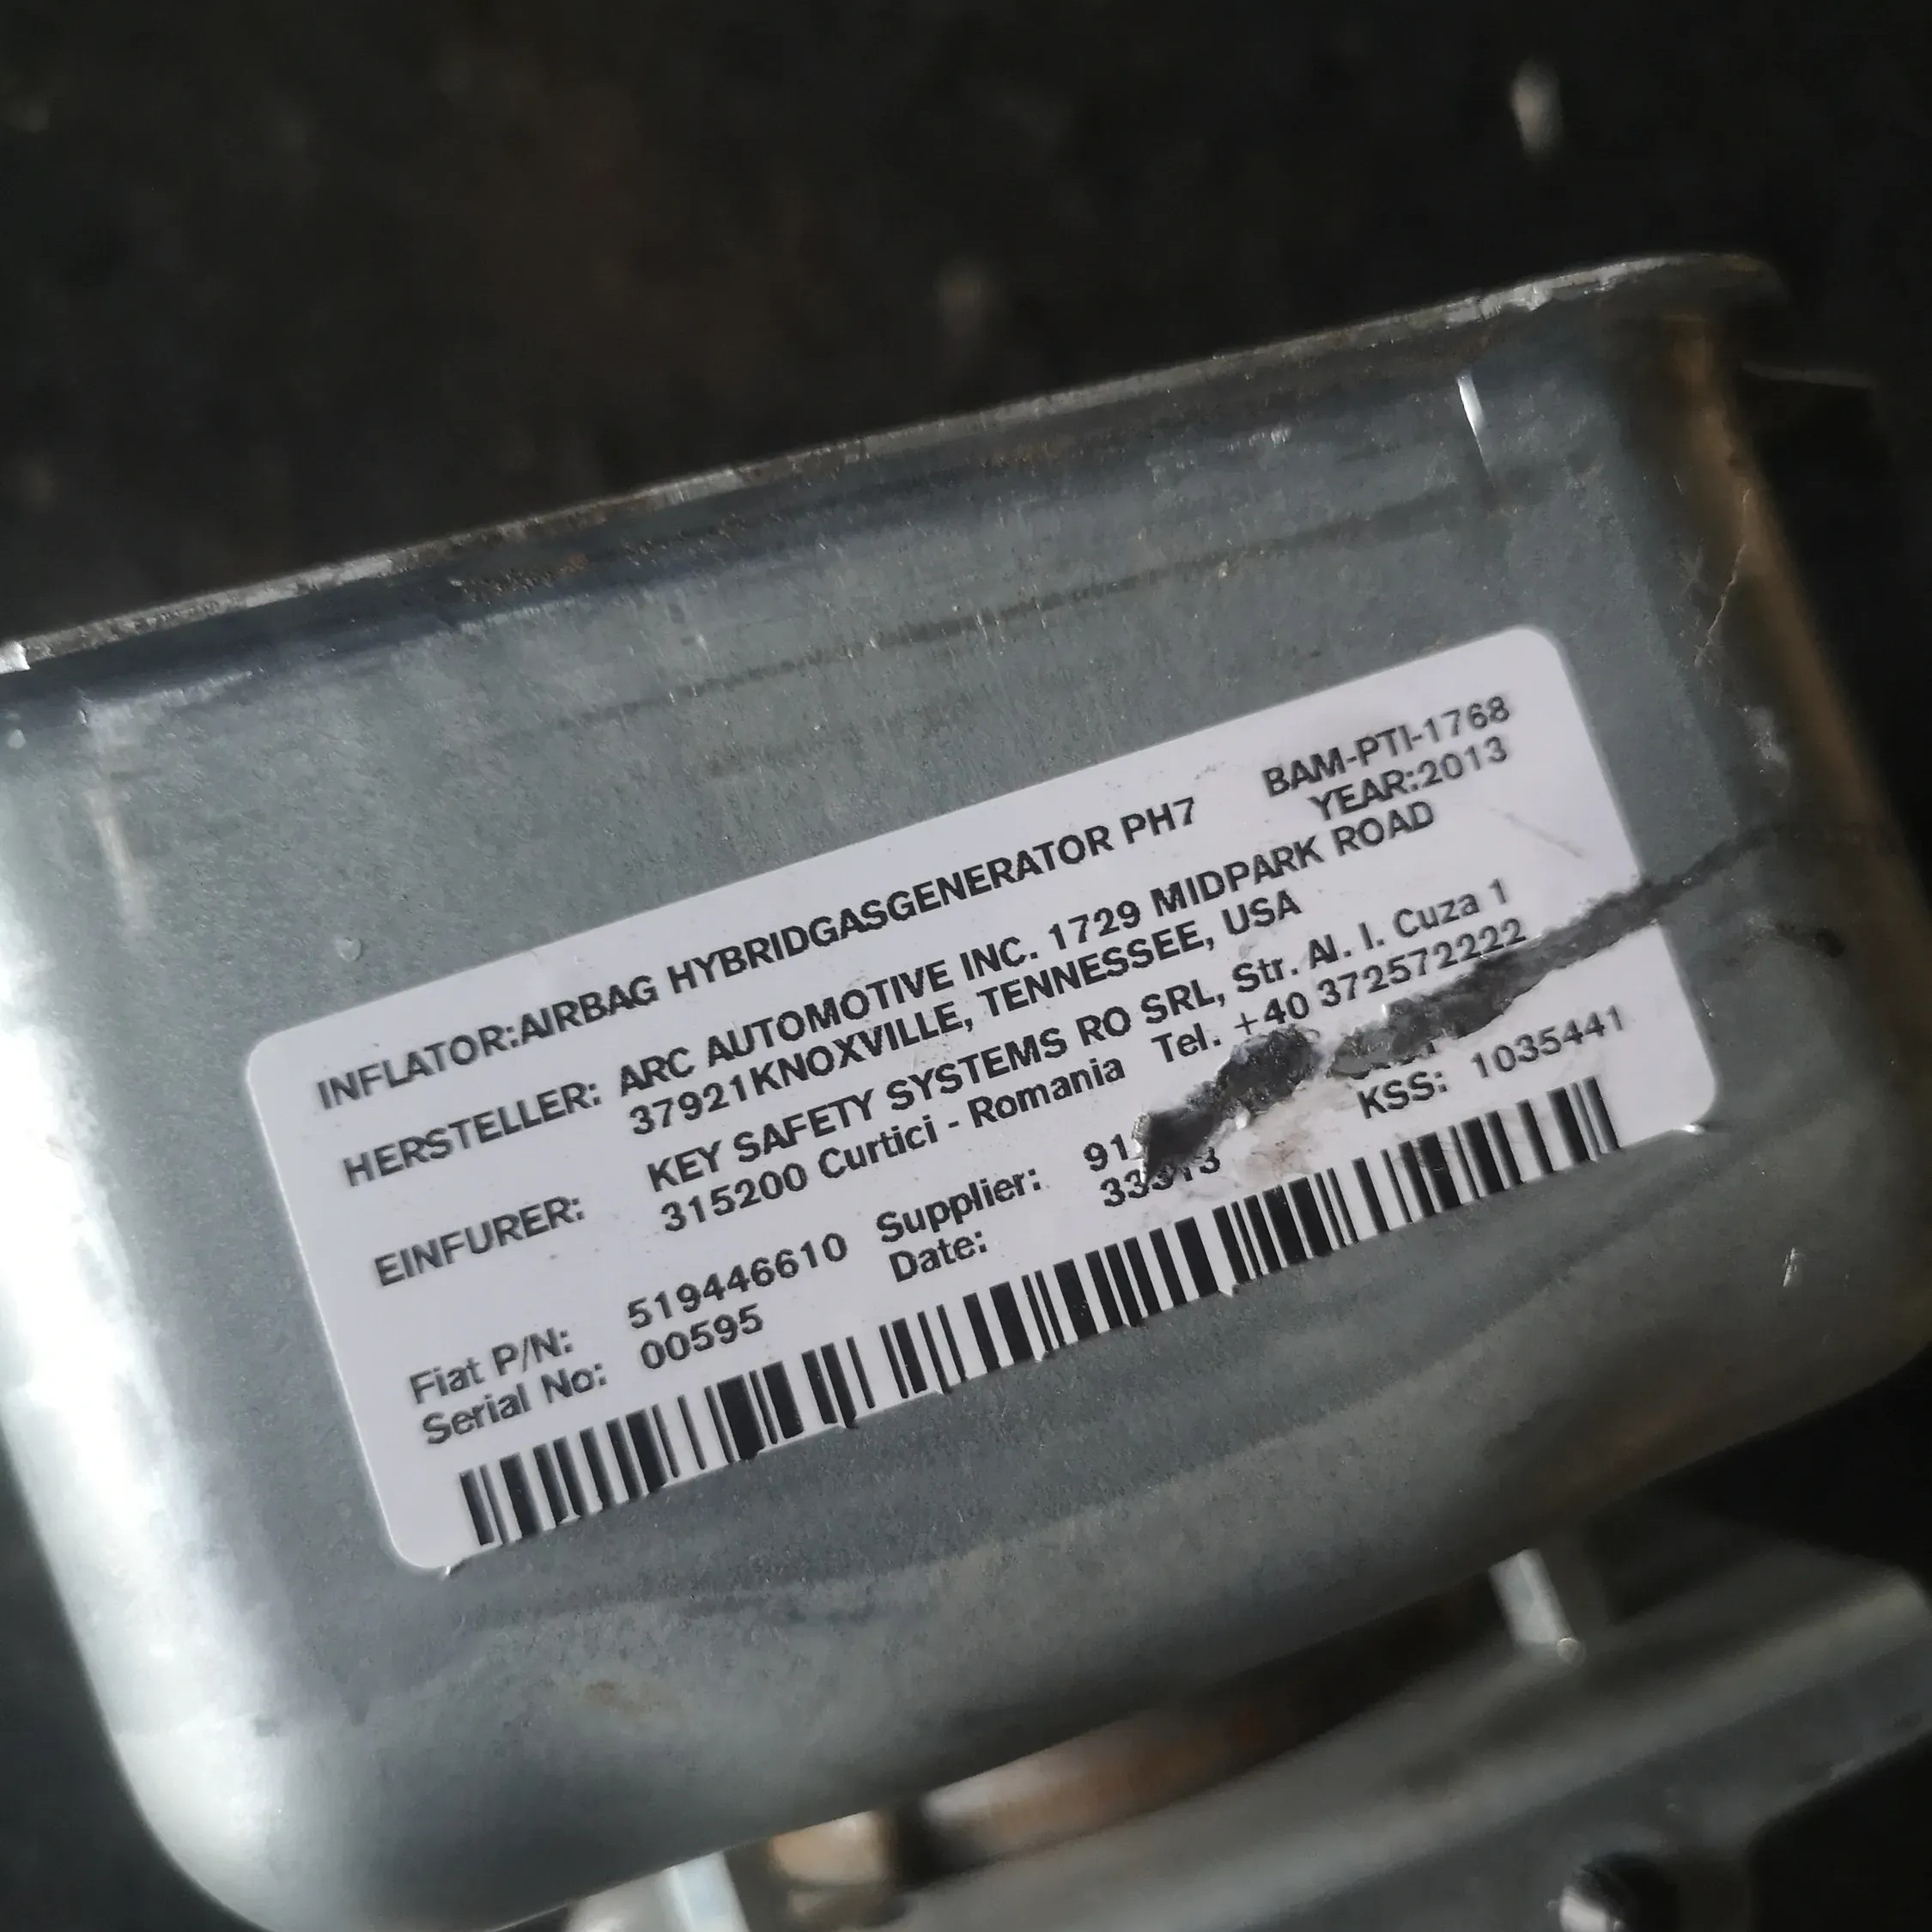 INFLATOR:AIRBAG HYBRIDGASGENERATOR PH7 BAM-PTI-1768
YEAR:2013
HERSTELLER: ARC AUTOMOTIVE INC. 1729 MIDPARK ROAD
37921KNOXVILLE, TENNESSEE, USA
EINFURER: KEY SAFETY SYSTEMS RO SRL, Str. Al. I. Cuza 1
315200 Curtici - Romania Tel. +40 372572222
Fiat P/N: 519446610 Supplier:
Serial No: 00595 Date: 33313 KSS: 1035441